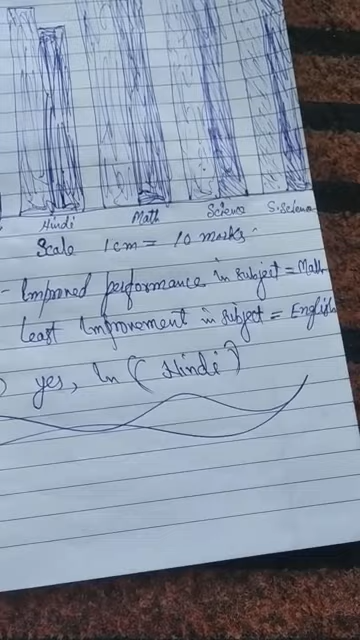 Hindi Math Science S.Science
Scale 1cm = 10 marks
- Improved performance in subject = Math
Least Improvement in subject = English
) yes, In (Hindi)